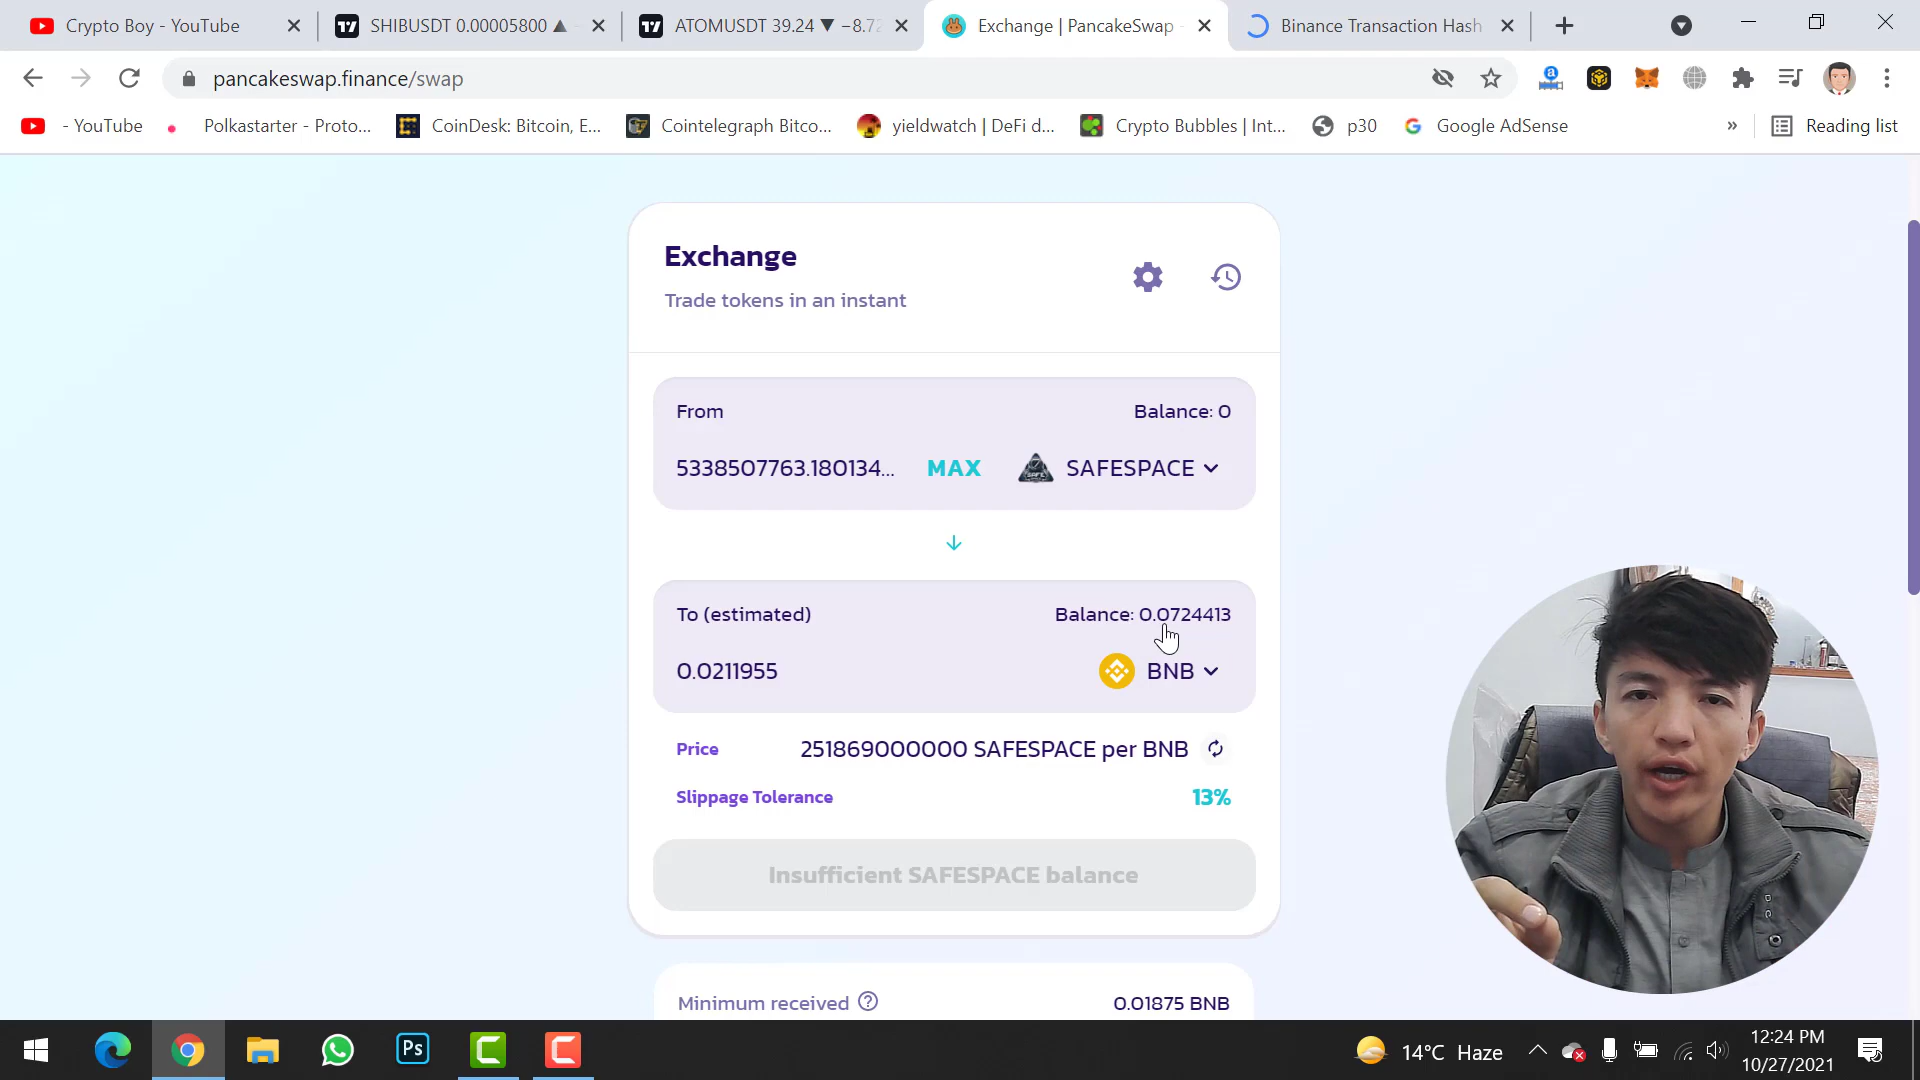 Crypto Boy - YouTube
SHIBUSDT 0.00005800 ▲
ATOMUSDT 39.24 ▼ −8.72
Exchange | PancakeSwap -
Binance Transaction Hash
pancakeswap.finance/swap
- YouTube
Polkastarter - Proto...
CoinDesk: Bitcoin, E...
Cointelegraph Bitco...
yieldwatch | DeFi d...
Crypto Bubbles | Int...
p30
Google AdSense
»
Reading list
Exchange
Trade tokens in an instant
From
Balance: 0
5338507763.180134...
MAX
SAFESPACE
To (estimated)
Balance: 0.0724413
0.0211955
BNB
Price
251869000000 SAFESPACE per BNB
Slippage Tolerance
13%
Insufficient SAFESPACE balance
Minimum received
0.01875 BNB
Ps
14°C Haze
12:24 PM
10/27/2021